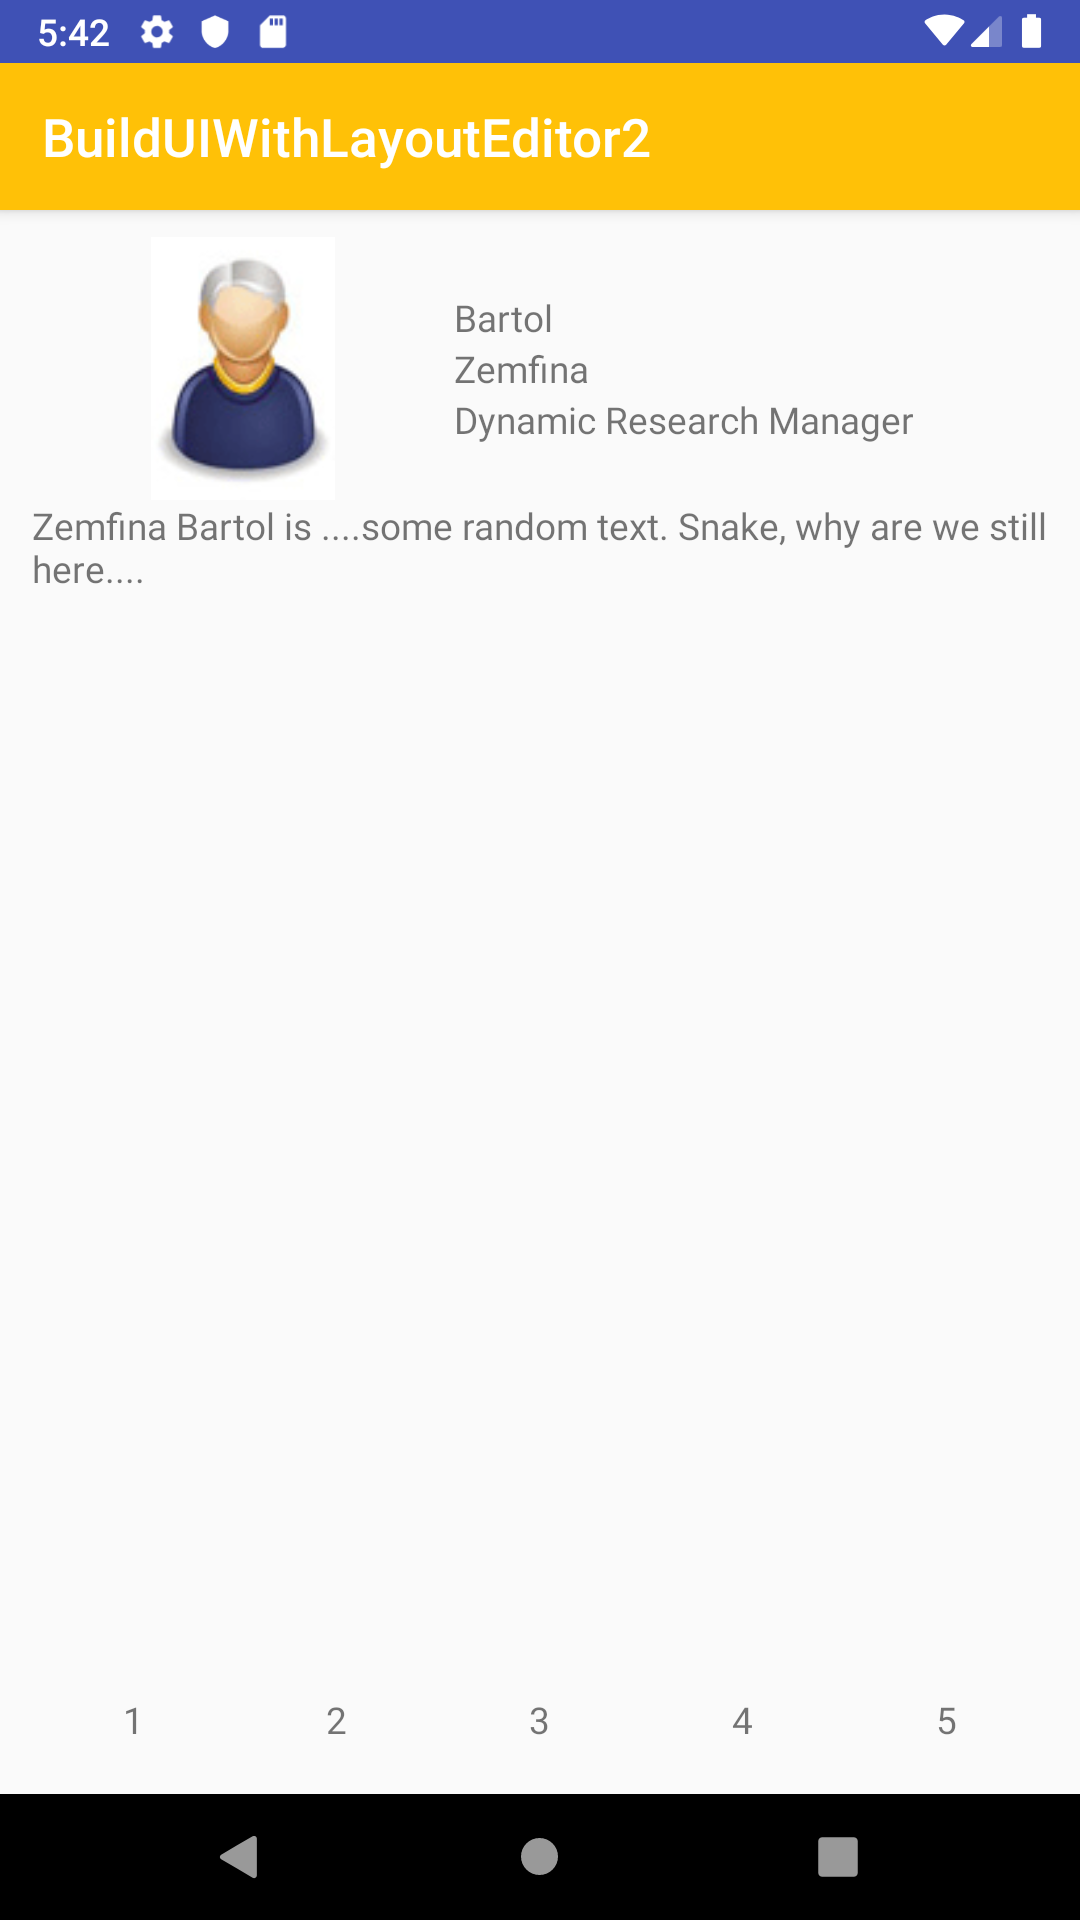 5:42
BuildUIWithLayoutEditor2
Bartol
Zemfina
Dynamic Research Manager
Zemfina Bartol is ....some random text. Snake, why are we still
here....
1 2 3 4 5